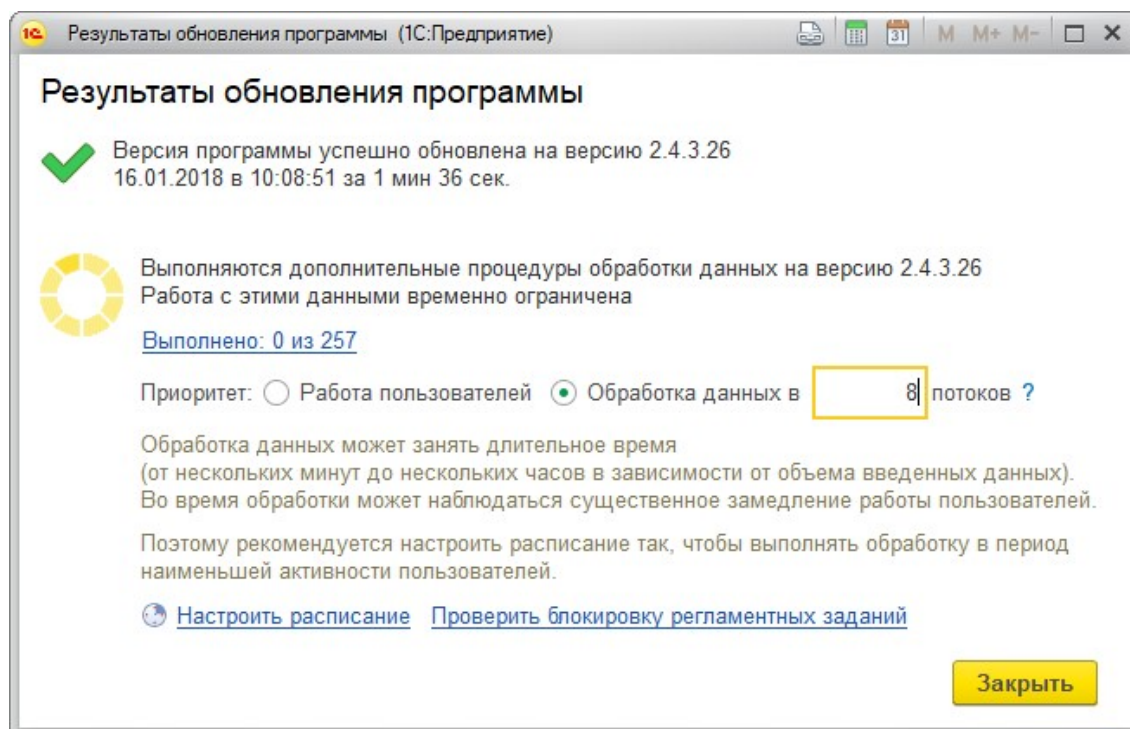 1С Результаты обновления программы (1С:Предприятие) 31 M M+ M-
Результаты обновления программы
Версия программы успешно обновлена на версию 2.4.3.26
16.01.2018 в 10:08:51 за 1 мин 36 сек.
Выполняются дополнительные процедуры обработки данных на версию 2.4.3.26
Работа с этими данными временно ограничена
Выполнено: 0 из 257
Приоритет: Работа пользователей Обработка данных в 8 потоков ?
Обработка данных может занять длительное время
(от нескольких минут до нескольких часов в зависимости от объема введенных данных).
Во время обработки может наблюдаться существенное замедление работы пользователей.
Поэтому рекомендуется настроить расписание так, чтобы выполнять обработку в период
наименьшей активности пользователей.
Настроить расписание Проверить блокировку регламентных заданий
Закрыть